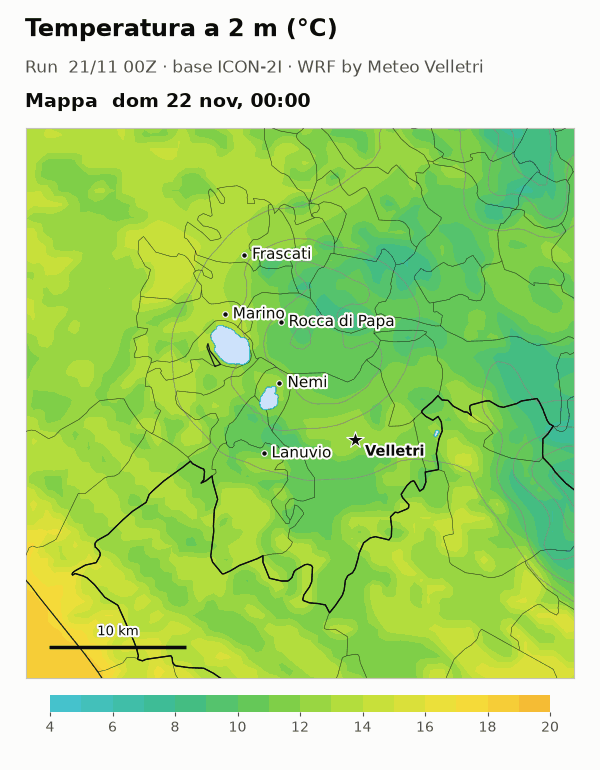 Temperatura a 2 m (°C)
Run  21/11 00Z · base ICON-2I · WRF by Meteo Velletri
Mappa  dom 22 nov, 00:00
Frascati
Marino
Rocca di Papa
Nemi
Velletri
Lanuvio
10 km
4 6 8 10 12 14 16 18 20